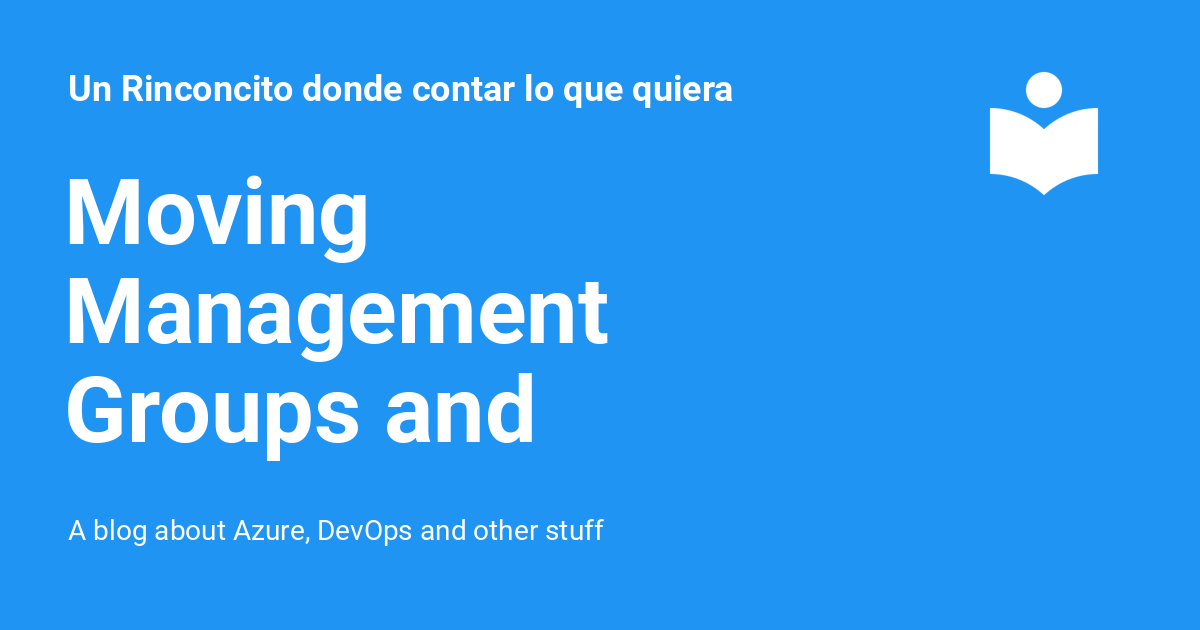 Un Rinconcito donde contar lo que quiera
Moving
Management
Groups and
A blog about Azure, DevOps and other stuff